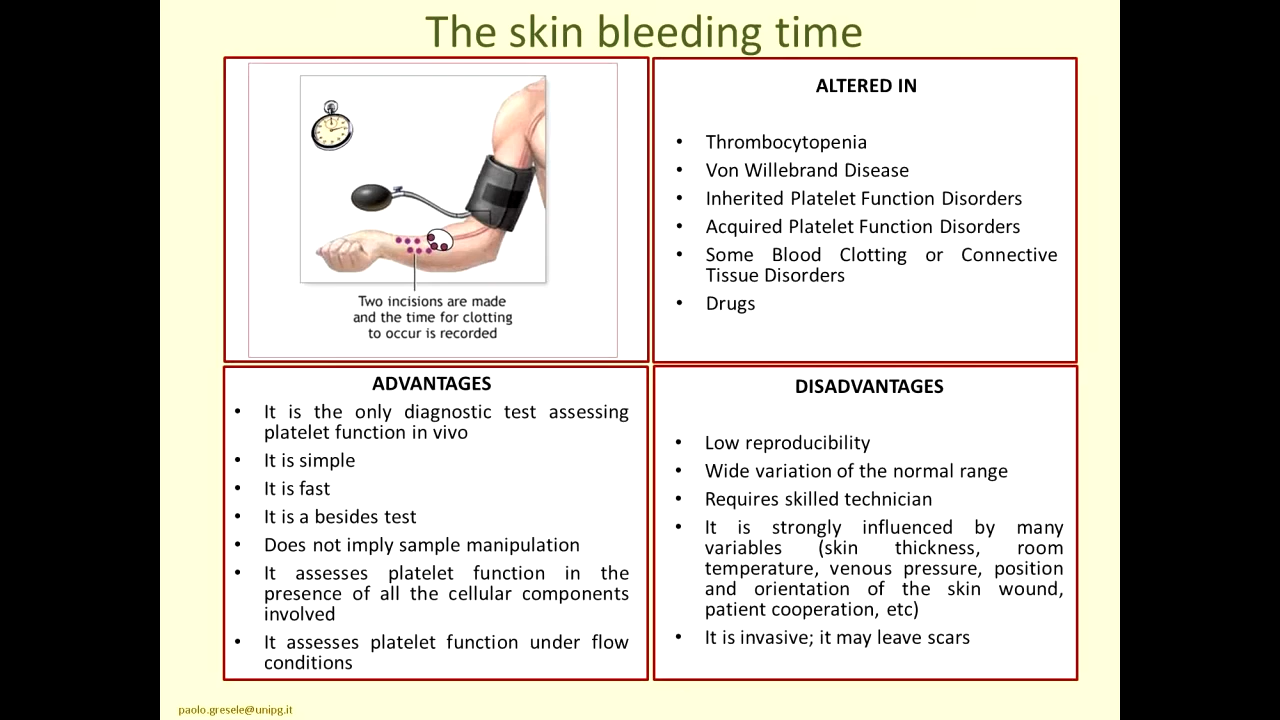 The skin bleeding time
Two incisions are made
and the time for clotting
to occur is recorded
ALTERED IN
• Thrombocytopenia
• Von Willebrand Disease
• Inherited Platelet Function Disorders
• Acquired Platelet Function Disorders
• Some Blood Clotting or Connective
Tissue Disorders
• Drugs
ADVANTAGES
• It is the only diagnostic test assessing
platelet function in vivo
• It is simple
• It is fast
• It is a besides test
• Does not imply sample manipulation
• It assesses platelet function in the
presence of all the cellular components
involved
• It assesses platelet function under flow
conditions
DISADVANTAGES
• Low reproducibility
• Wide variation of the normal range
• Requires skilled technician
• It is strongly influenced by many
variables (skin thickness, room
temperature, venous pressure, position
and orientation of the skin wound,
patient cooperation, etc)
• It is invasive; it may leave scars
paolo.gresele@unipg.it